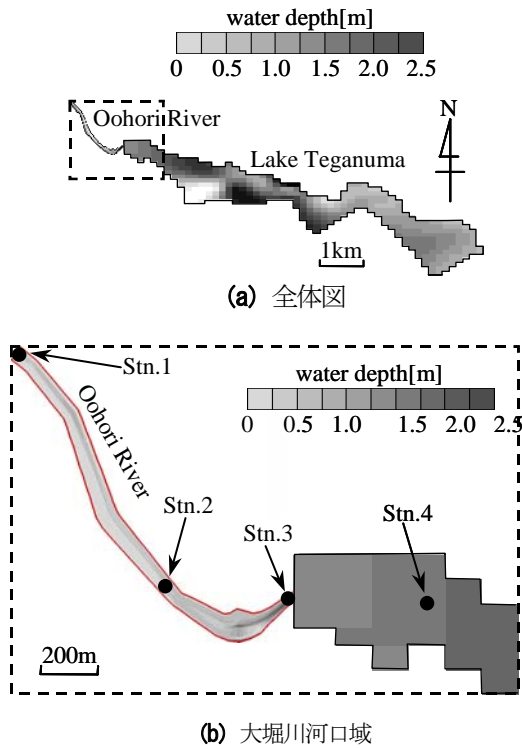 water depth[m]
0 0.5 1.0 1.5 2.0 2.5
Oohori River
N
Lake Teganuma
1km
(a) 全体図
Stn.1
water depth[m]
0 0.5 1.0 1.5 2.0 2.5
Oohori River
Stn.2
Stn.3
Stn.4
200m
(b) 大堀川河口域